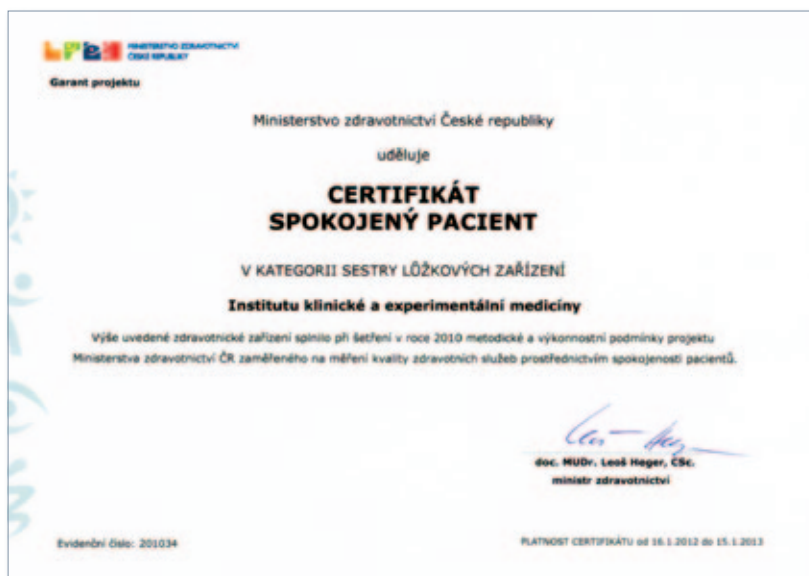 MINISTERSTVO ZDRAVOTNICTVÍ
ČESKÉ REPUBLIKY
Garant projektu
Ministerstvo zdravotnictví České republiky
uděluje
CERTIFIKÁT
SPOKOJENÝ PACIENT
V KATEGORII SESTRY LŮŽKOVÝCH ZAŘÍZENÍ
Institutu klinické a experimentální medicíny
Výše uvedené zdravotnické zařízení splnilo při šetření v roce 2010 metodické a výkonnostní podmínky projektu
Ministerstva zdravotnictví ČR zaměřeného na měření kvality zdravotních služeb prostřednictvím spokojenosti pacientů.
doc. MUDr. Leoš Heger, CSc.
ministr zdravotnictví
Evidenční číslo: 201034
PLATNOST CERTIFIKÁTU od 16.1.2012 do 15.1.2013